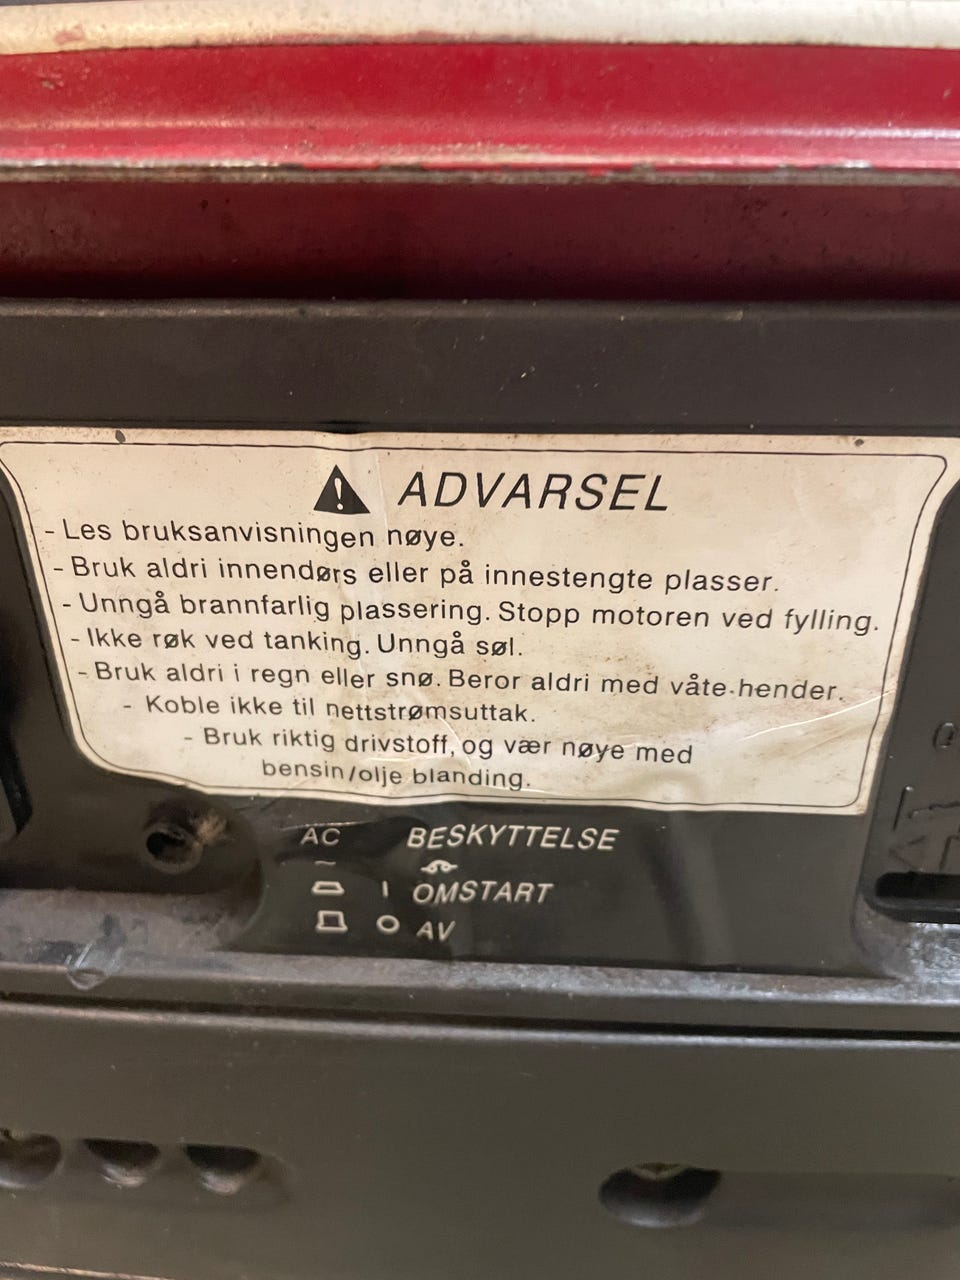 ADVARSEL
- Les bruksanvisningen nøye.
- Bruk aldri innendørs eller på innestengte plasser.
- Unngå brannfarlig plassering. Stopp motoren ved fylling.
- Ikke røk ved tanking. Unngå søl.
- Bruk aldri i regn eller snø. Berør aldri med våte-hender.
- Koble ikke til nettstrømsuttak.
- Bruk riktig drivstoff, og vær nøye med
bensin/olje blanding.
AC BESKYTTELSE
~
I OMSTART
O AV